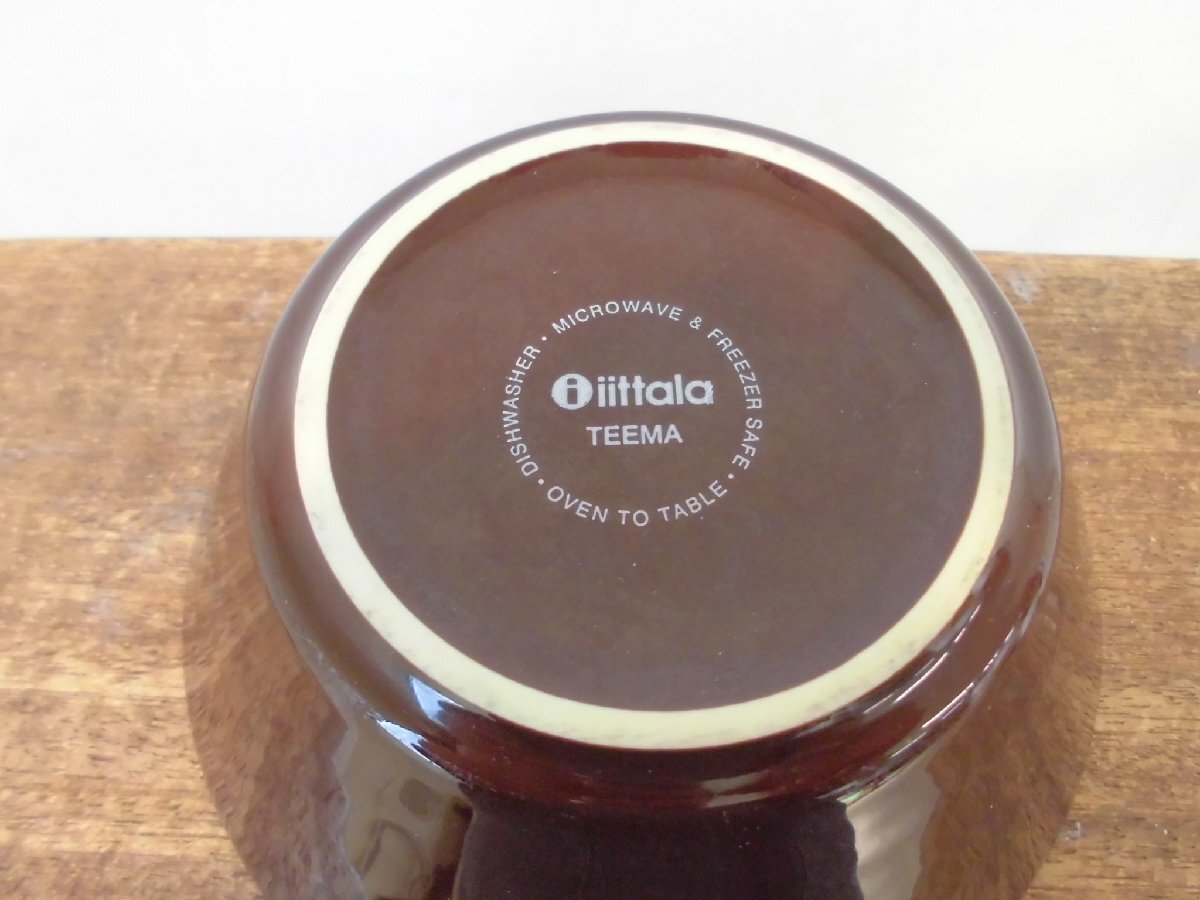 iittala
TEEMA
DISHWASHER · MICROWAVE & FREEZER SAFE · OVEN TO TABLE ·